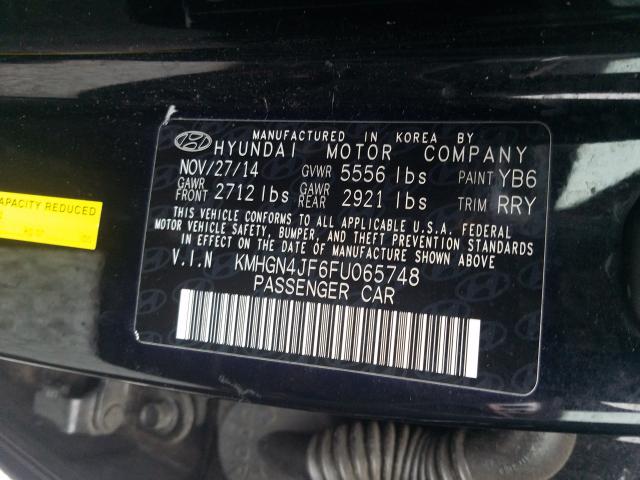 MANUFACTURED IN KOREA BY
HYUNDAI MOTOR COMPANY
NOV/27/14 GVWR 5556 lbs PAINT YB6
GAWR FRONT 2712 lbs GAWR REAR 2921 lbs TRIM RRY
THIS VEHICLE CONFORMS TO ALL APPLICABLE U.S.A. FEDERAL
MOTOR VEHICLE SAFETY, BUMPER, AND THEFT PREVENTION STANDARDS
IN EFFECT ON THE DATE OF MANUFACTURE SHOWN ABOVE
V.I.N KMHGN4JF6FU065748
PASSENGER CAR
CAPACITY REDUCED